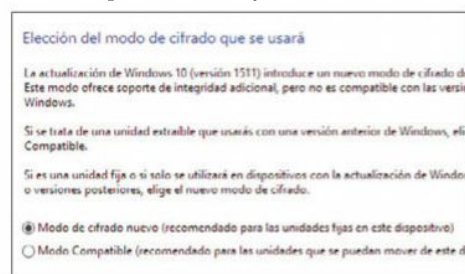 Elección del modo de cifrado que se usará
La actualización de Windows 10 (versión 1511) introduce un nuevo modo de cifrado d
Este modo ofrece soporte de integridad adicional, pero no es compatible con las versi
Windows.
Si se trata de una unidad extraíble que usarás con una versión anterior de Windows, eli
Compatible.
Si es una unidad fija o si solo se utilizará en dispositivos con la actualización de Windo
o versiones posteriores, elige el nuevo modo de cifrado.
Modo de cifrado nuevo (recomendado para las unidades fijas en este dispositivo)
Modo Compatible (recomendado para las unidades que se puedan mover de este d